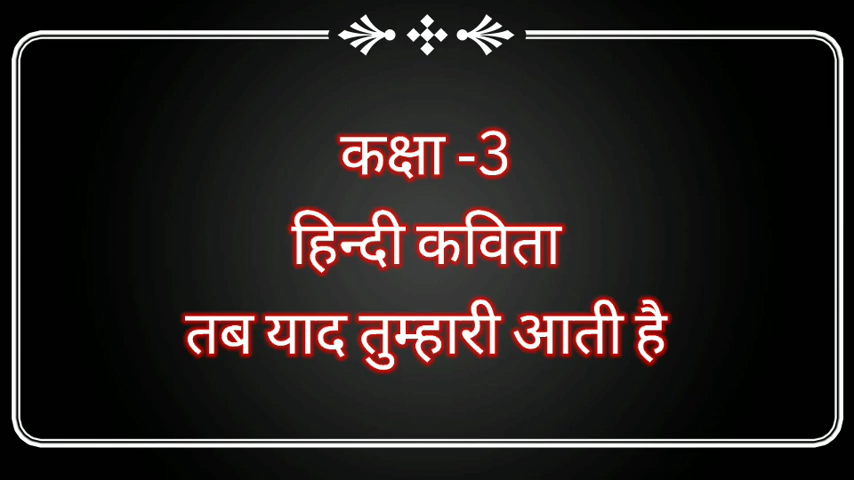 कक्षा -3
हिन्दी कविता
तब याद तुम्हारी आती है